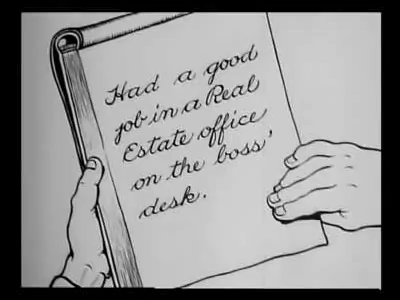 Had a good
job in a Real
Estate office
on the boss'
desk.